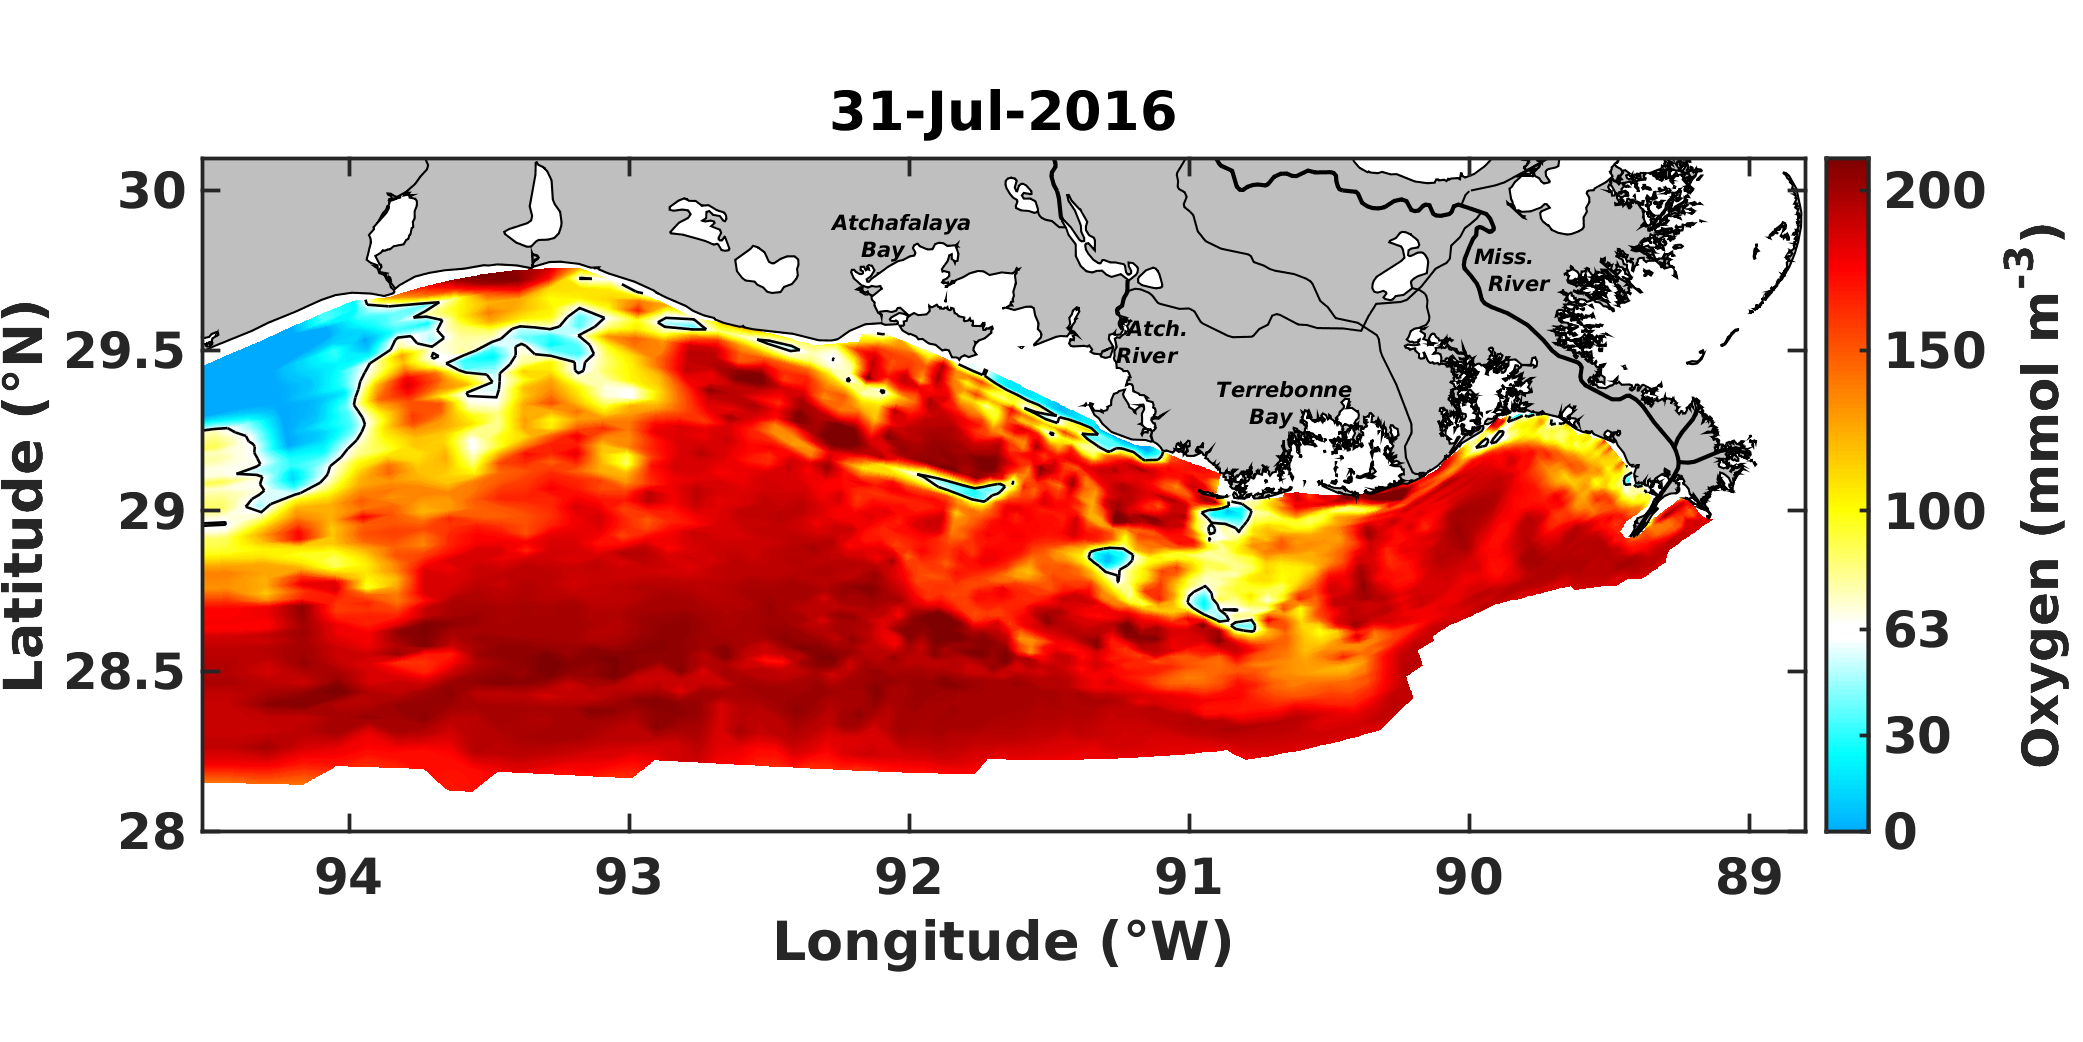 31-Jul-2016
Latitude (°N)
30
29.5
29
28.5
28
Atchafalaya
Bay
Miss.
River
Atch.
River
Terrebonne
Bay
94
93
92
91
90
89
Longitude (°W)
200
150
100
63
30
0
Oxygen (mmol m⁻³)